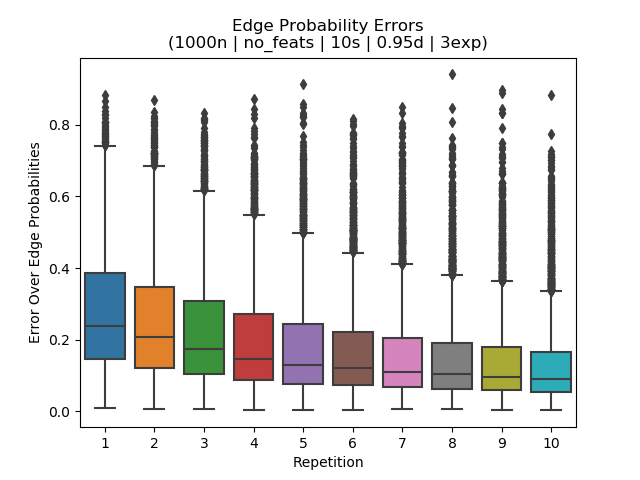 Edge Probability Errors
(1000n | no_feats | 10s | 0.95d | 3exp)
Error Over Edge Probabilities
0.8
0.6
0.4
0.2
0.0
1 2 3 4 5 6 7 8 9 10
Repetition